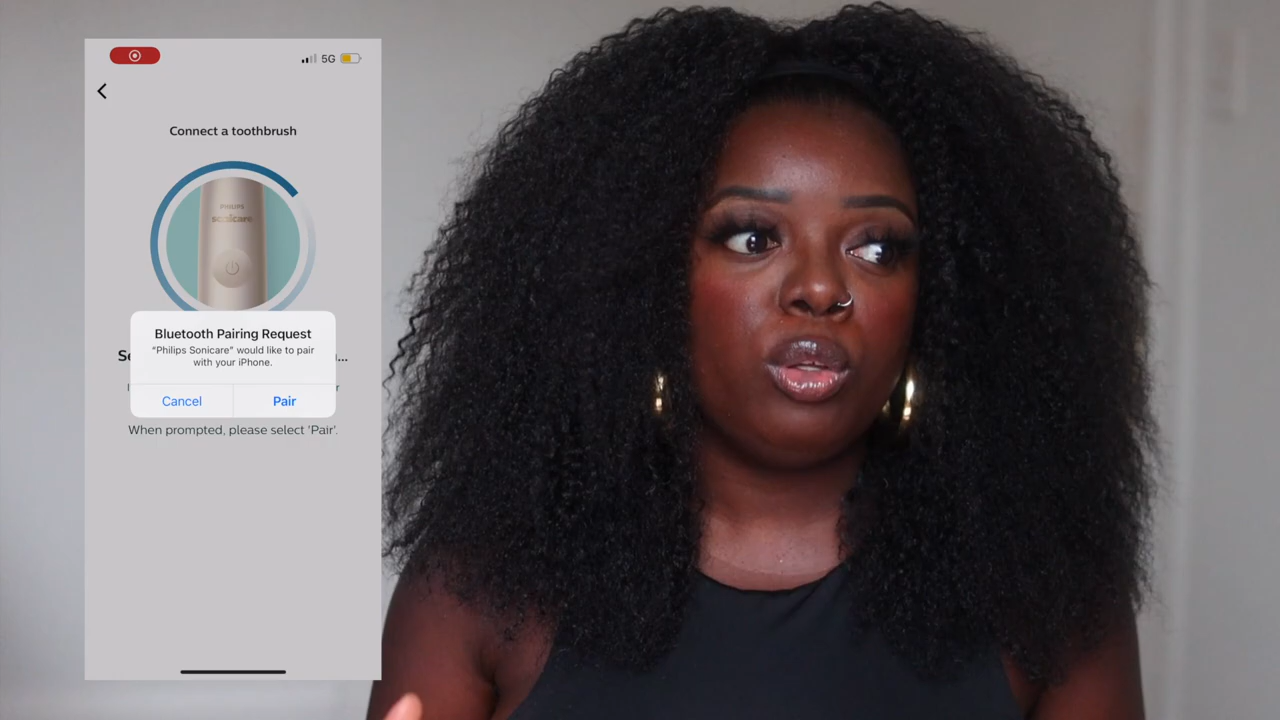 5G
Connect a toothbrush
PHILIPS
sonicare
Bluetooth Pairing Request
"Philips Sonicare" would like to pair
with your iPhone.
Cancel
Pair
When prompted, please select 'Pair'.